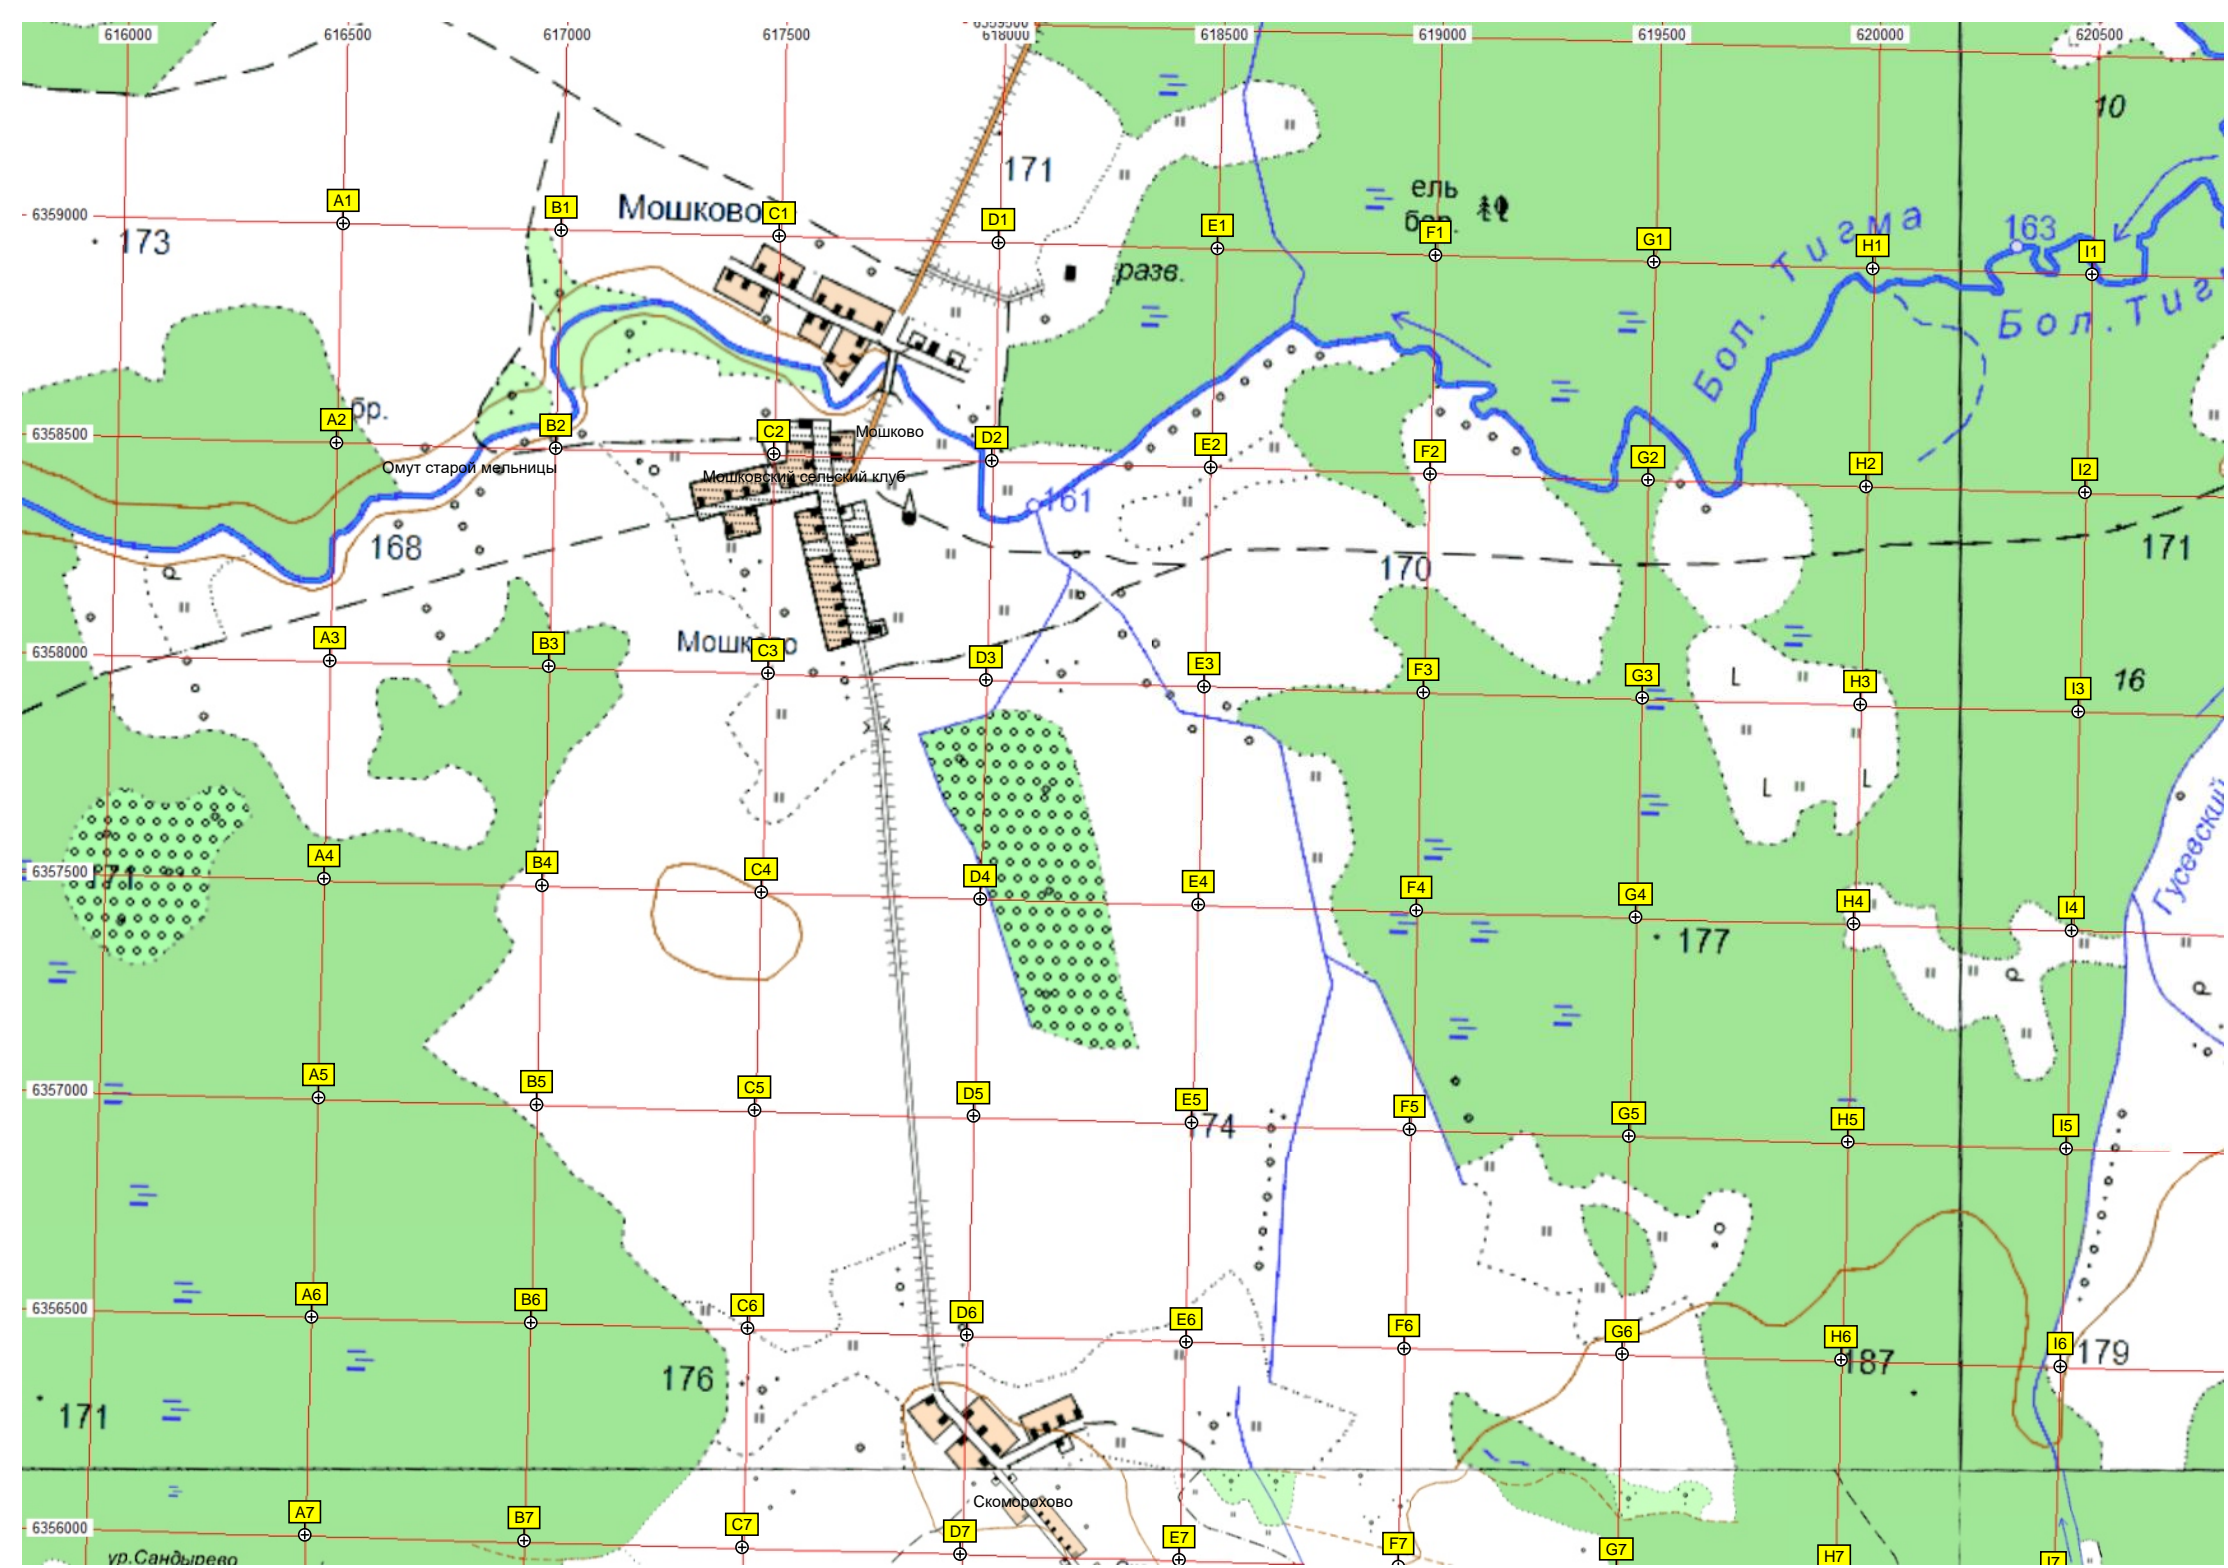 6359500
616000 616500 617000 617500 618000 618500 619000 619500 620000 620500
10
171
ель
бер.
A1 B1 Мошково C1 D1 E1 F1 G1 H1 I1
6359000
173
разв.
Бол. Тигма
163
Бол. Тиг
A2 бр. B2 C2 Мошково D2 E2 F2 G2 H2 I2
6358500
Омут старой мельницы
Мошковский сельский клуб
161
168
170
171
A3 B3 Мошково C3 D3 E3 F3 G3 H3 I3
6358000
16
Гусевский
A4 B4 C4 D4 E4 F4 G4 H4 I4
6357500
171
177
A5 B5 C5 D5 E5 F5 G5 H5 I5
6357000
174
A6 B6 C6 D6 E6 F6 G6 H6 I6
6356500
187
179
176
171
Скоморохово
A7 B7 C7 D7 E7 F7 G7 H7 I7
6356000
ур.Сандырево